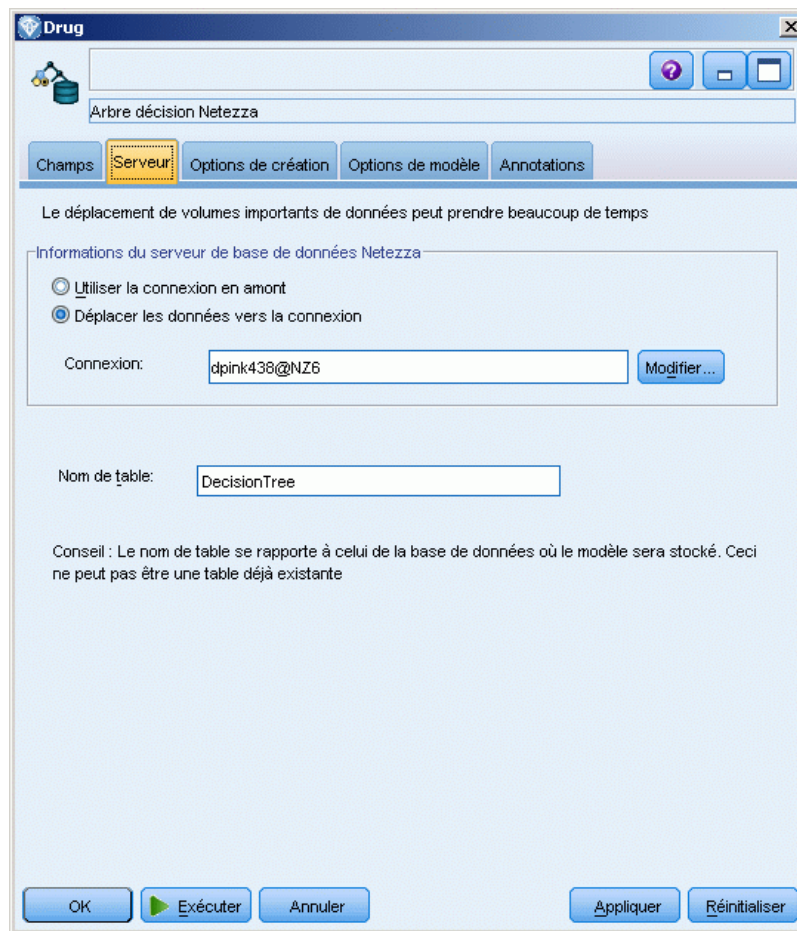 Drug
Arbre décision Netezza
Champs Serveur Options de création Options de modèle Annotations
Le déplacement de volumes importants de données peut prendre beaucoup de temps
Informations du serveur de base de données Netezza
Utiliser la connexion en amont
Déplacer les données vers la connexion
Connexion: dpink438@NZ6 Modifier...
Nom de table: DecisionTree
Conseil : Le nom de table se rapporte à celui de la base de données où le modèle sera stocké. Ceci
ne peut pas être une table déjà existante
OK Exécuter Annuler Appliquer Réinitialiser